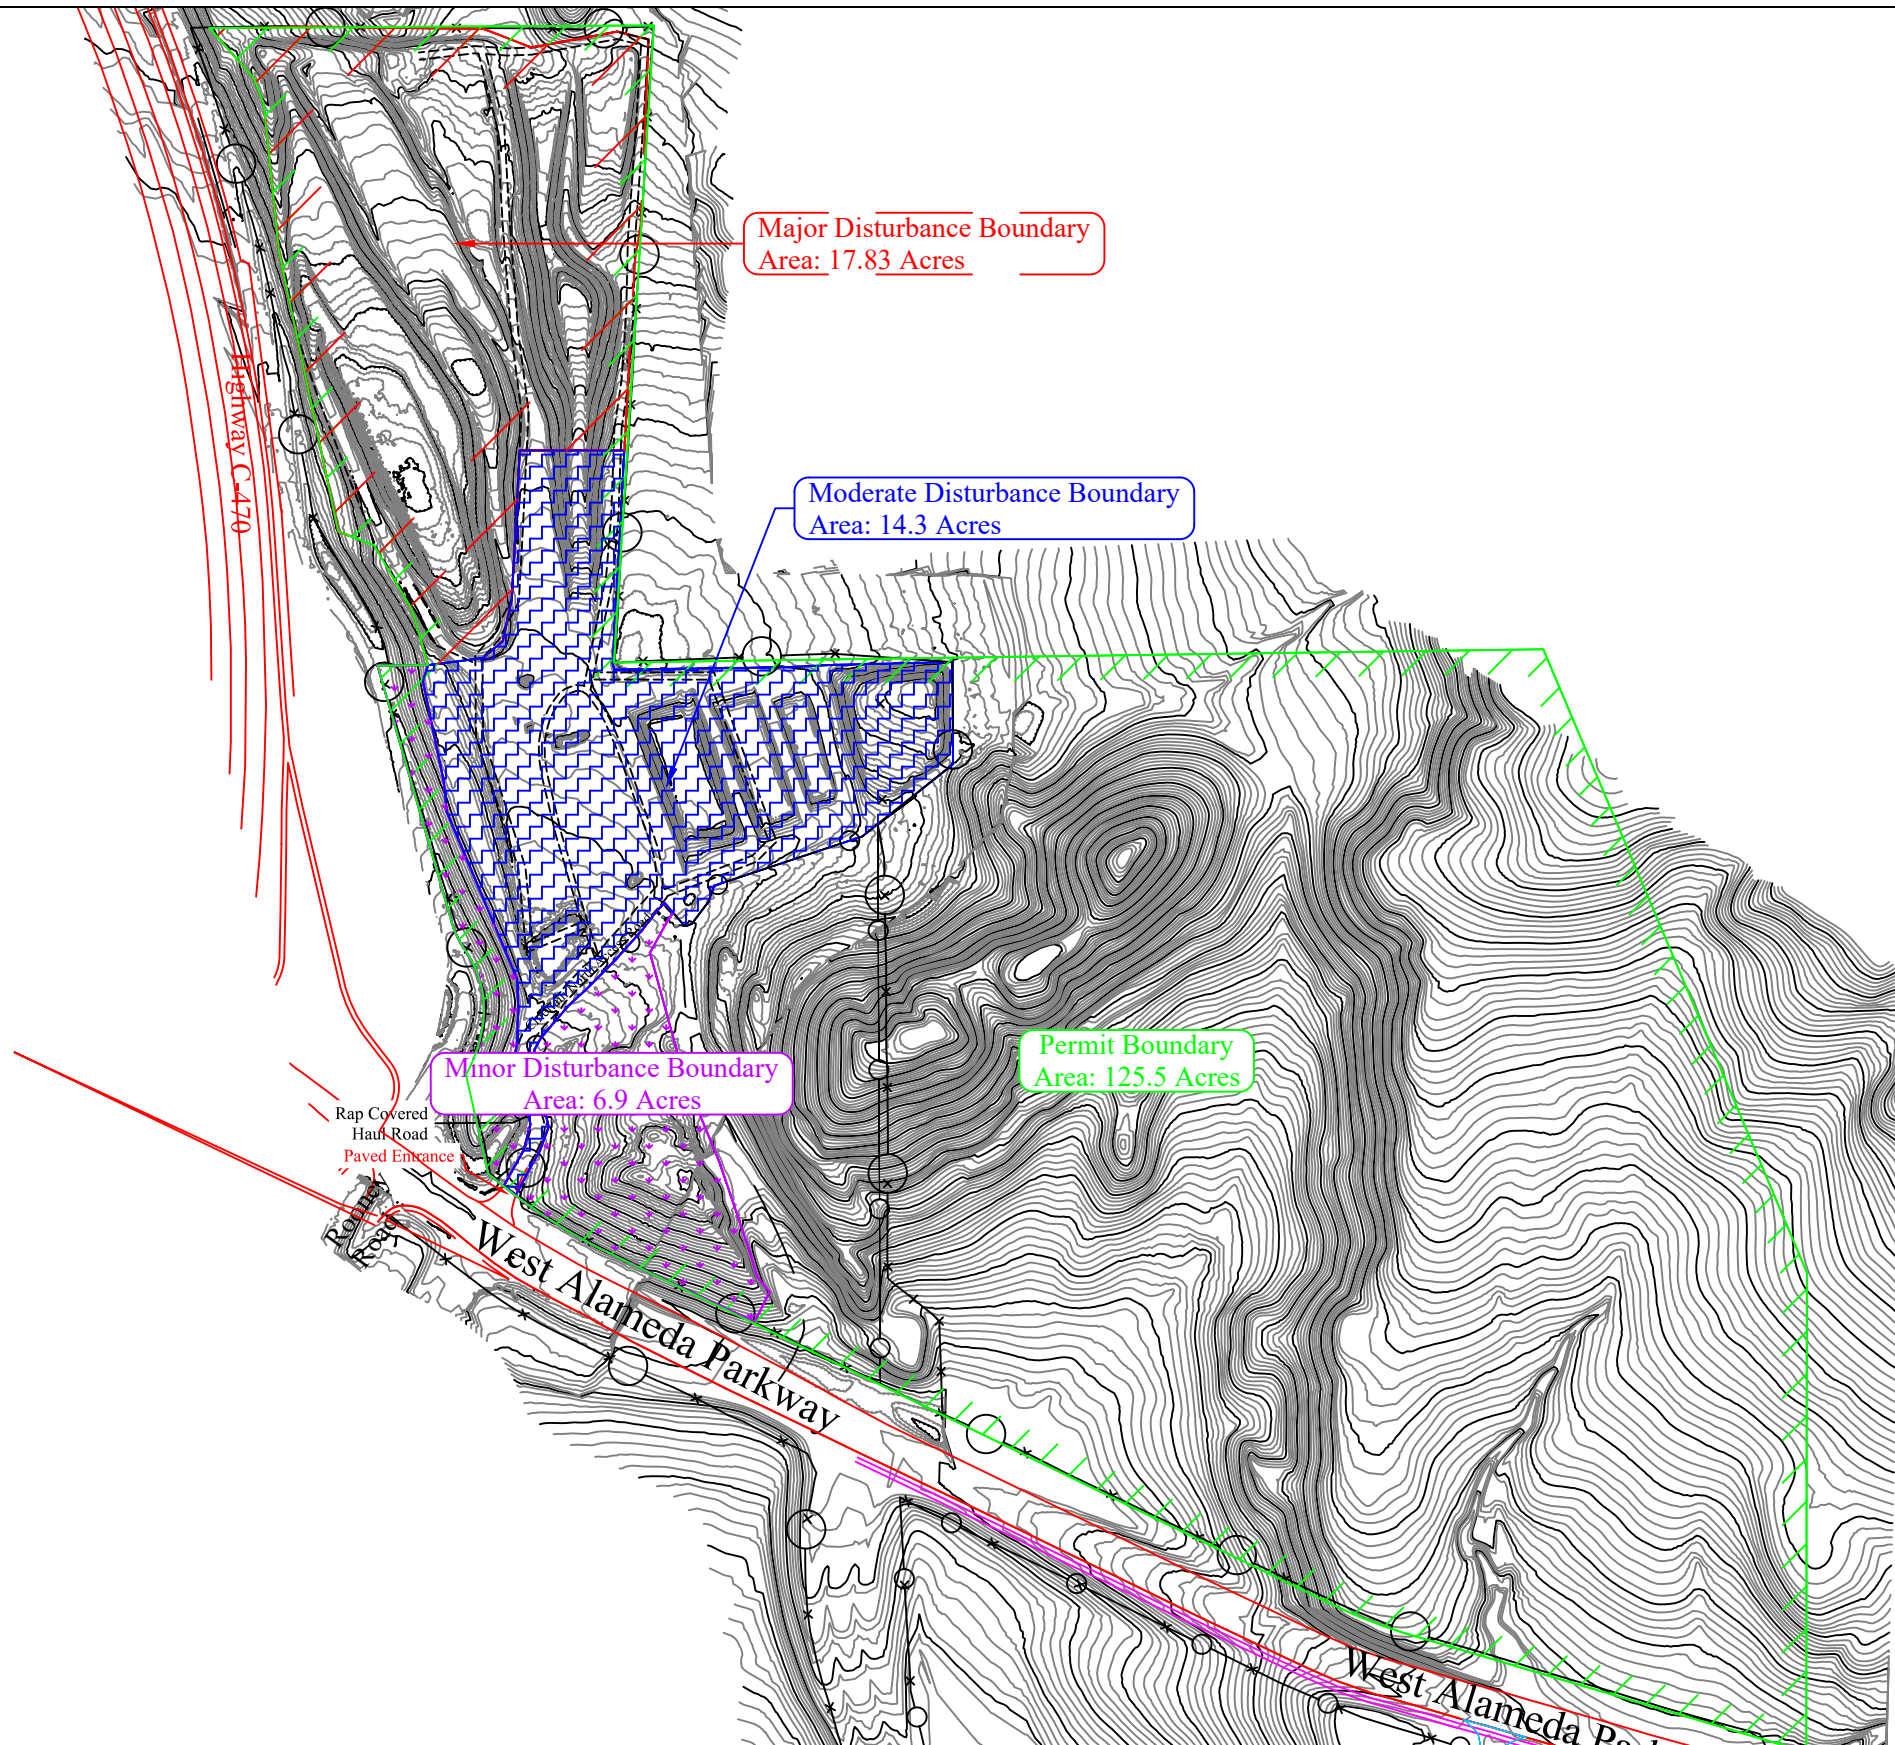 Major Disturbance Boundary
Area: 17.83 Acres
Highway C-470
Moderate Disturbance Boundary
Area: 14.3 Acres
Permit Boundary
Area: 125.5 Acres
Minor Disturbance Boundary
Area: 6.9 Acres
Rap Covered
Haul Road
Paved Entrance
Rooney
Road
West Alameda Parkway
West Alameda